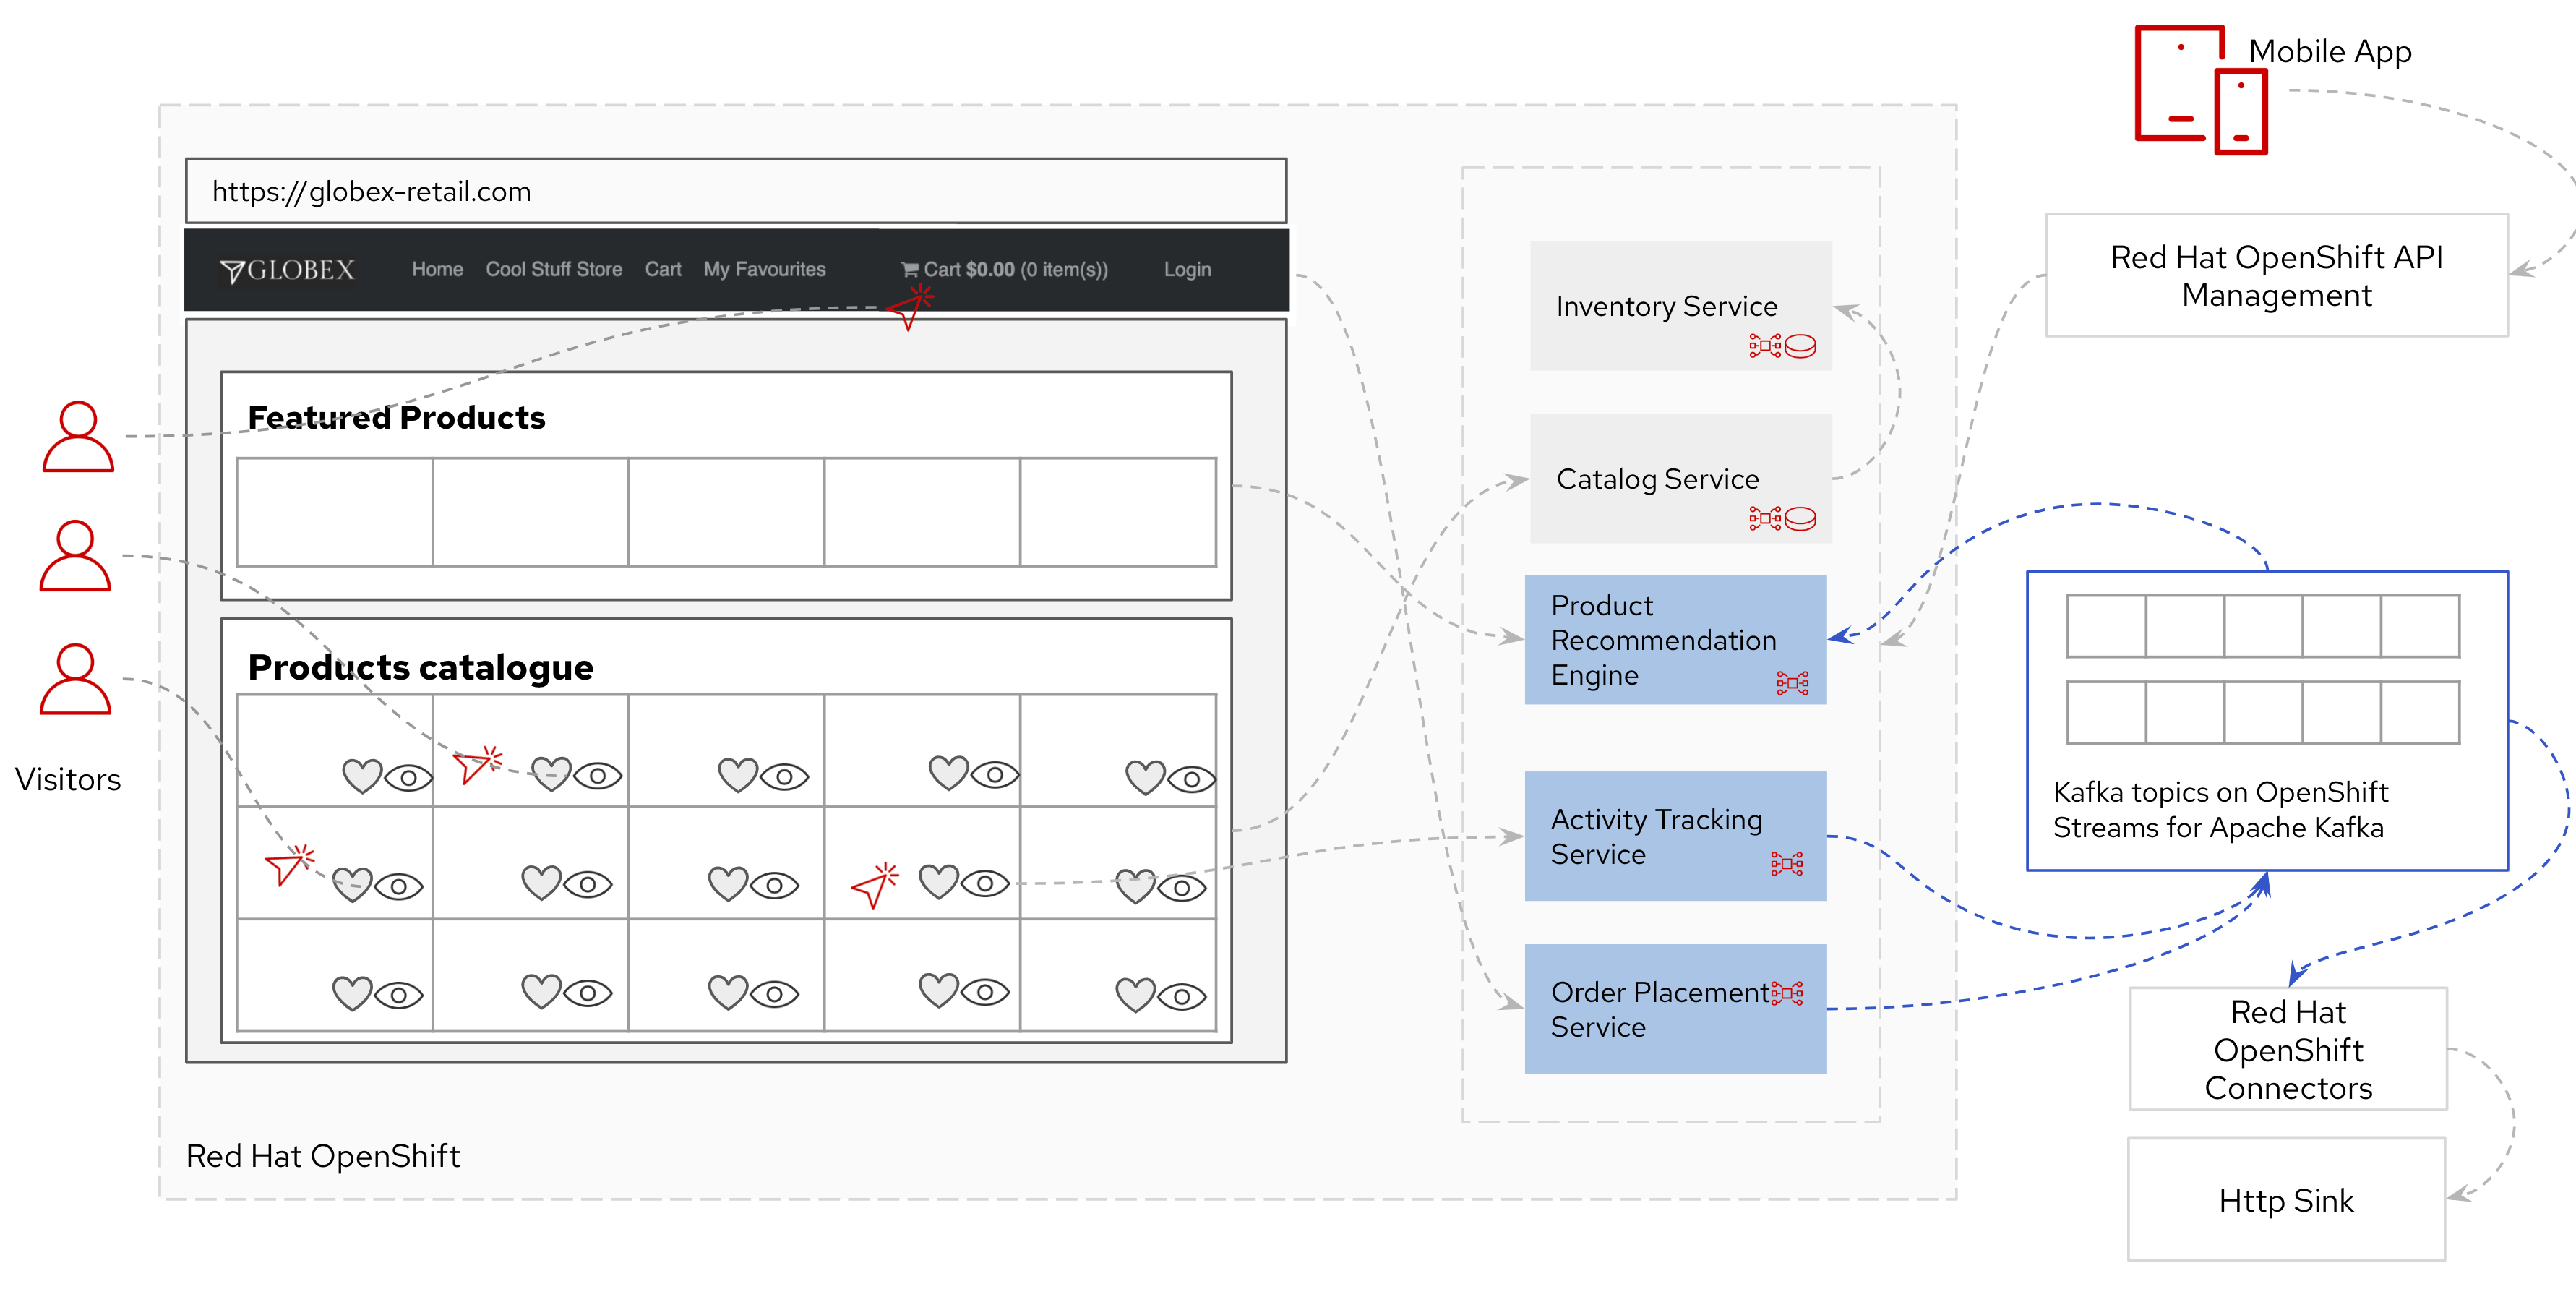 Mobile App
https://globex-retail.com
GLOBEX Home Cool Stuff Store Cart My Favourites Cart $0.00 (0 item(s)) Login
Featured Products
Products catalogue
Visitors
Red Hat OpenShift
Inventory Service
Catalog Service
Product
Recommendation
Engine
Activity Tracking
Service
Order Placement
Service
Red Hat OpenShift API
Management
Kafka topics on OpenShift
Streams for Apache Kafka
Red Hat
OpenShift
Connectors
Http Sink